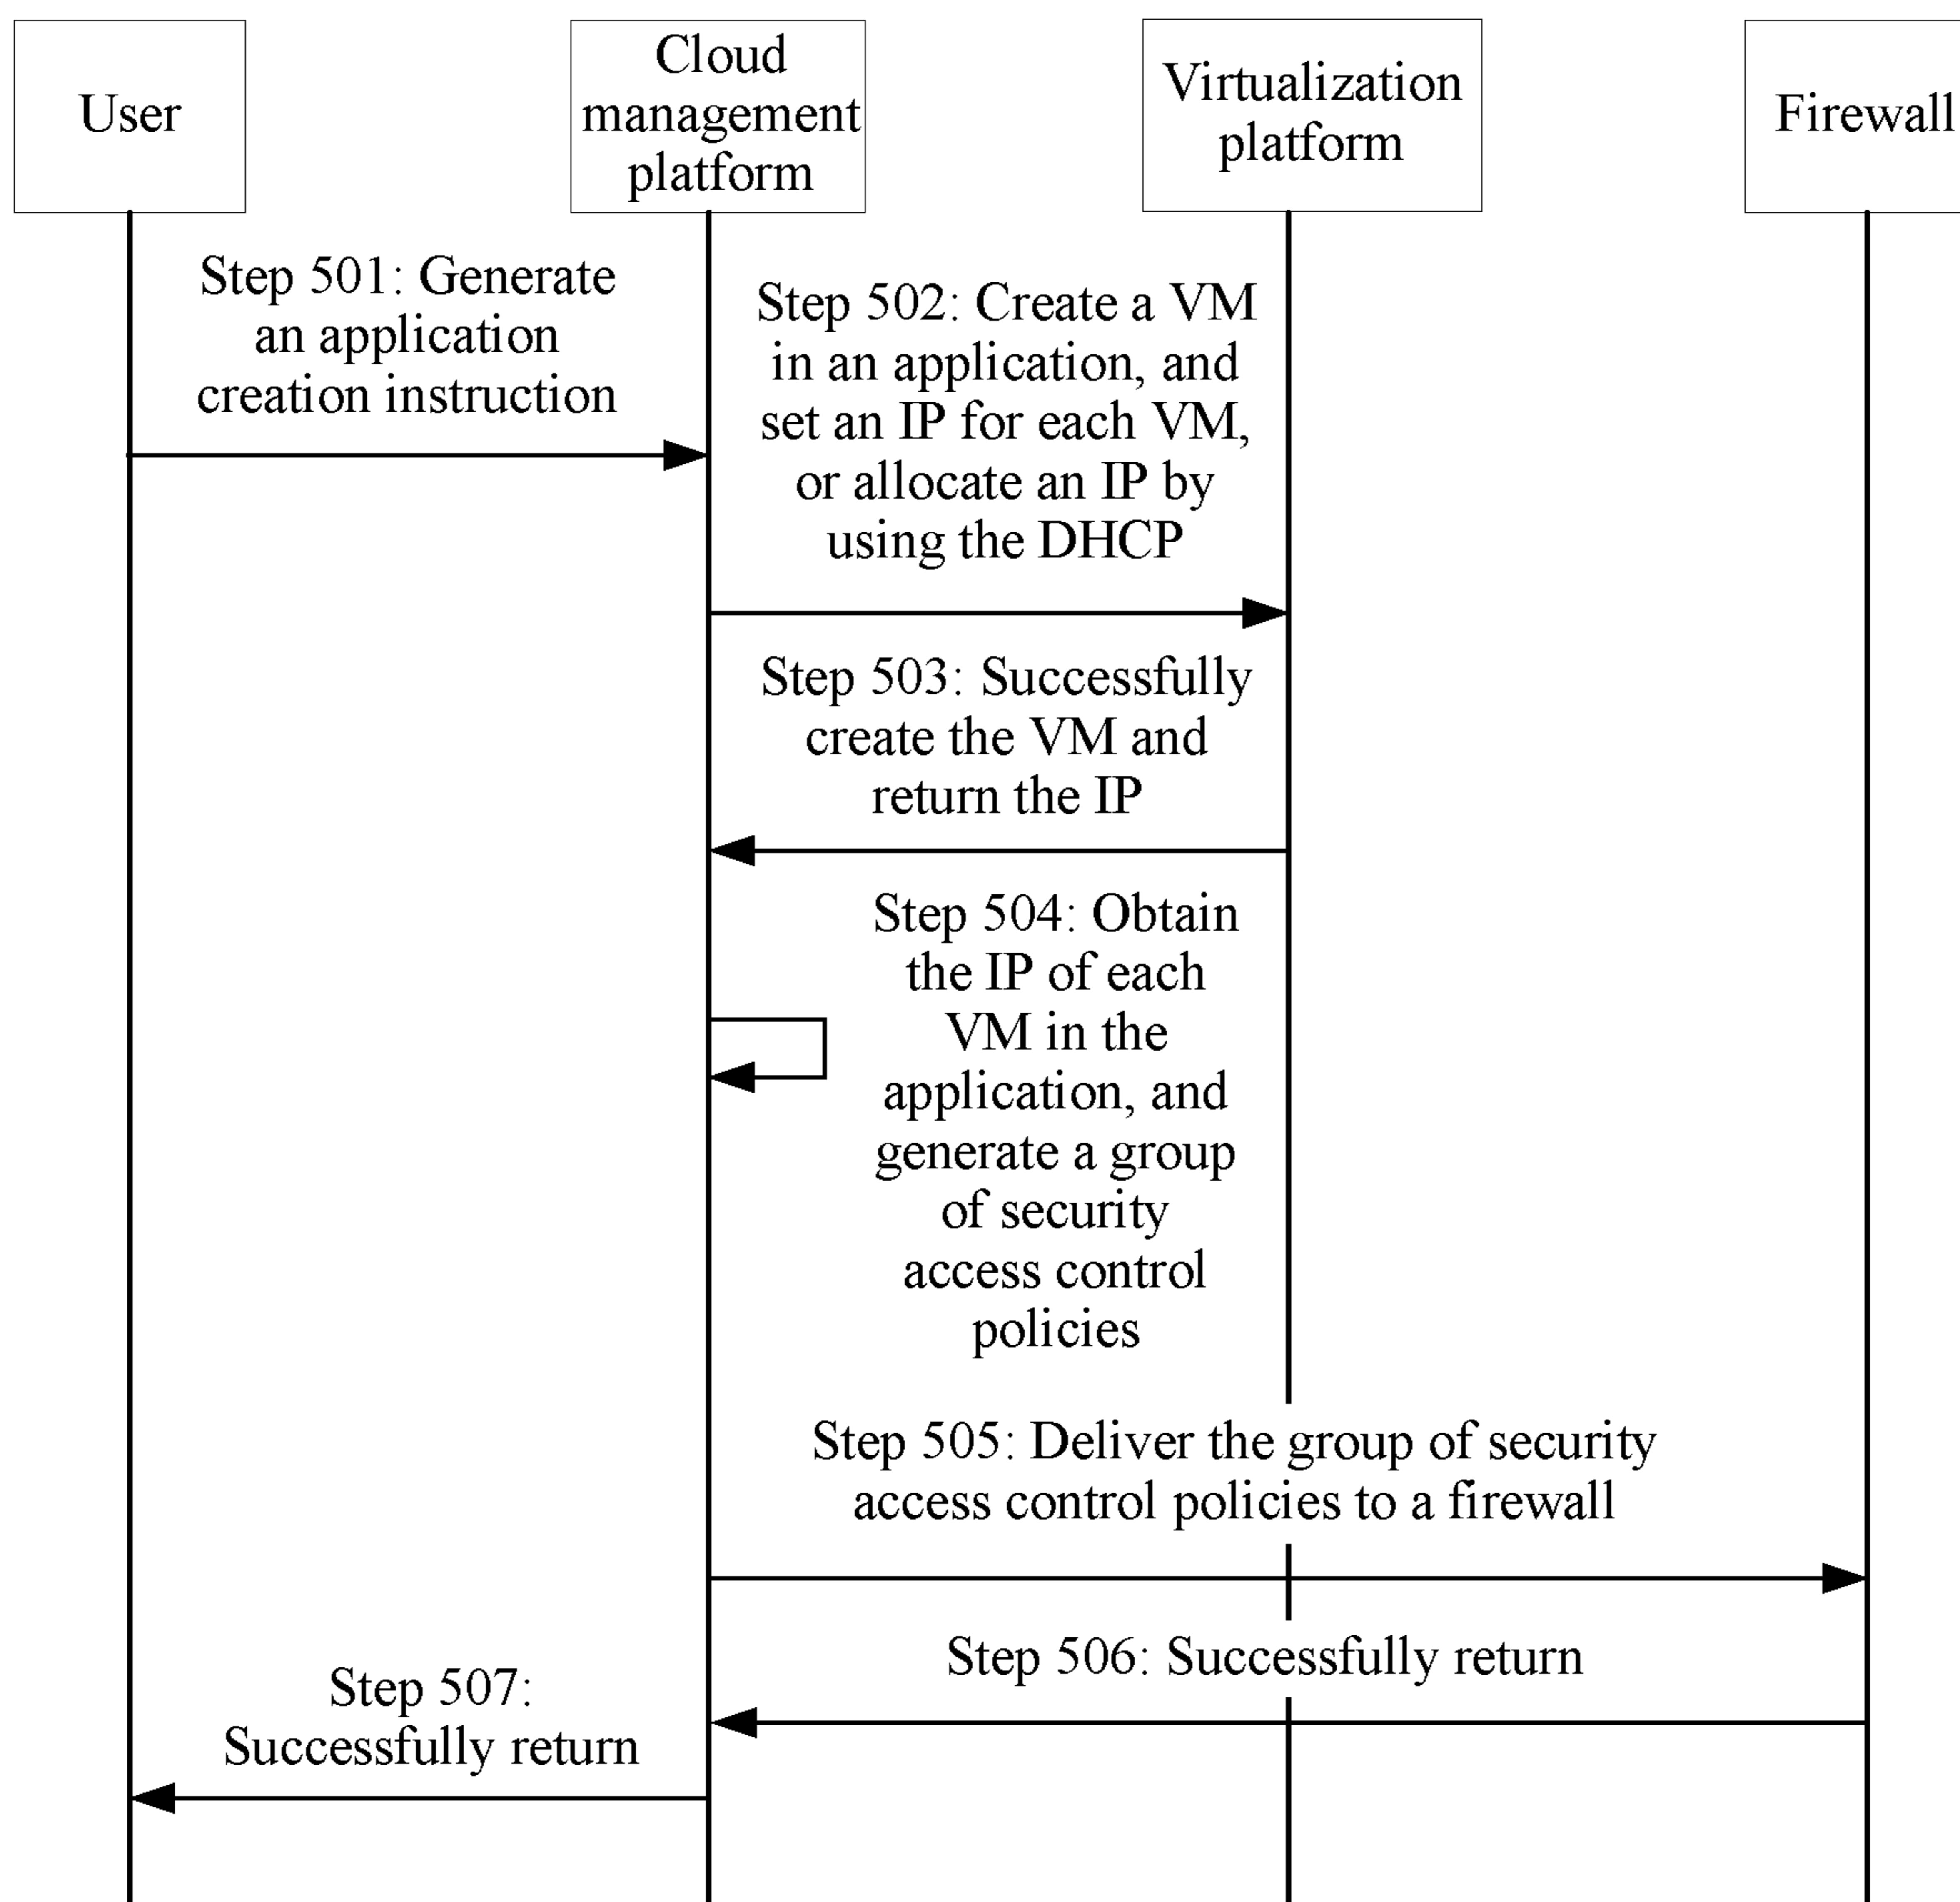 User
Cloud
management
platform
Virtualization
platform
Firewall
Step 501: Generate
an application
creation instruction
Step 502: Create a VM
in an application, and
set an IP for each VM,
or allocate an IP by
using the DHCP
Step 503: Successfully
create the VM and
return the IP
Step 504: Obtain
the IP of each
VM in the
application, and
generate a group
of security
access control
policies
Step 505: Deliver the group of security
access control policies to a firewall
Step 506: Successfully return
Step 507:
Successfully return